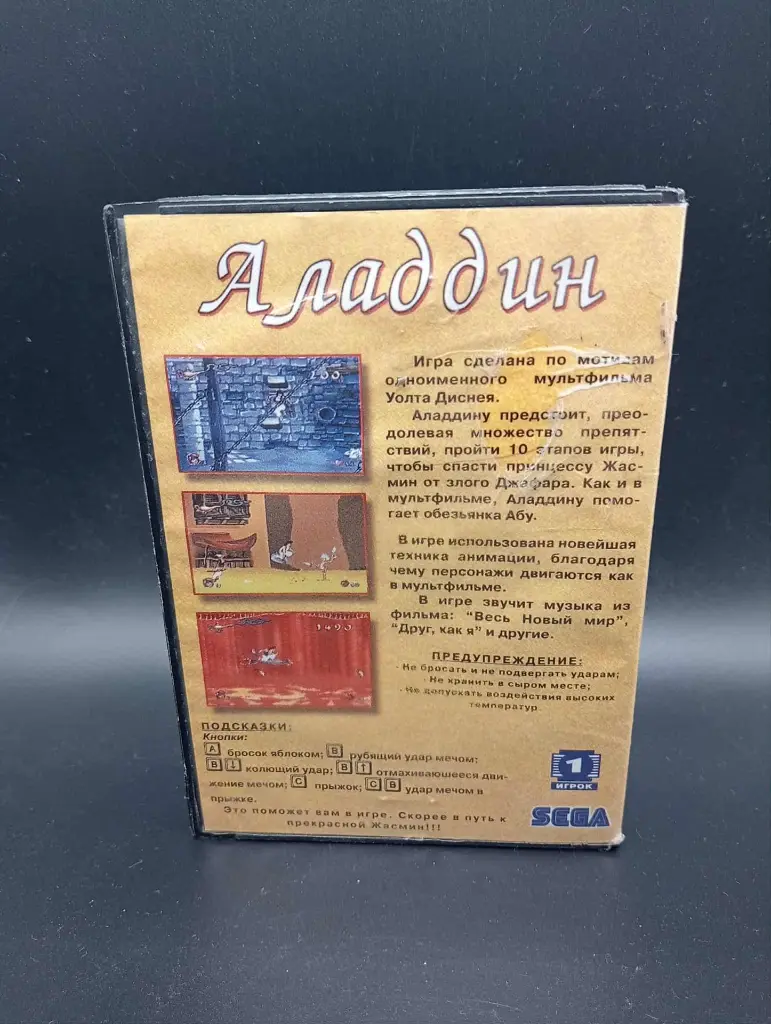 Аладдин
Игра сделана по мотивам
одноименного мультфильма
Уолта Диснея.
Аладдину предстоит, прео-
долевая множество препят-
ствий, пройти 10 этапов игры,
чтобы спасти принцессу Жас-
мин от злого Джафара. Как и в
мультфильме, Аладдину помо-
гает обезьянка Абу.
В игре использована новейшая
техника анимации, благодаря
чему персонажи двигаются как
в мультфильме.
В игре звучит музыка из
фильма: "Весь Новый мир",
"Друг, как я" и другие.
ПРЕДУПРЕЖДЕНИЕ:
- Не бросать и не подвергать ударам;
- Не хранить в сыром месте;
- Не допускать воздействия высоких
температур.
1490
ПОДСКАЗКИ:
Кнопки:
A бросок яблоком; B рубящий удар мечом;
B ↓ колющий удар; B ↑ отмахивающееся дви-
жение мечом; C прыжок; C B удар мечом в
прыжке.
Это поможет вам в игре. Скорее в путь к
прекрасной Жасмин!!!
1
ИГРОК
SEGA